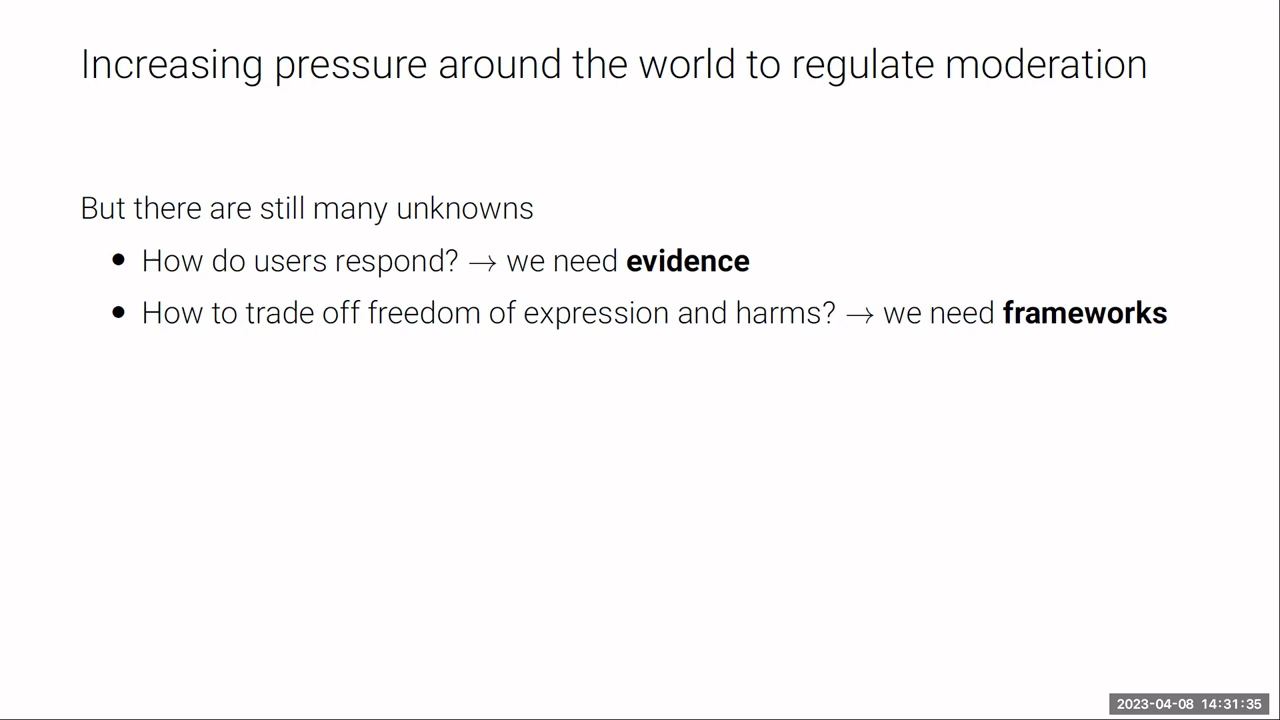 Increasing pressure around the world to regulate moderation
But there are still many unknowns
• How do users respond? → we need evidence
• How to trade off freedom of expression and harms? → we need frameworks
2023-04-08 14:31:35